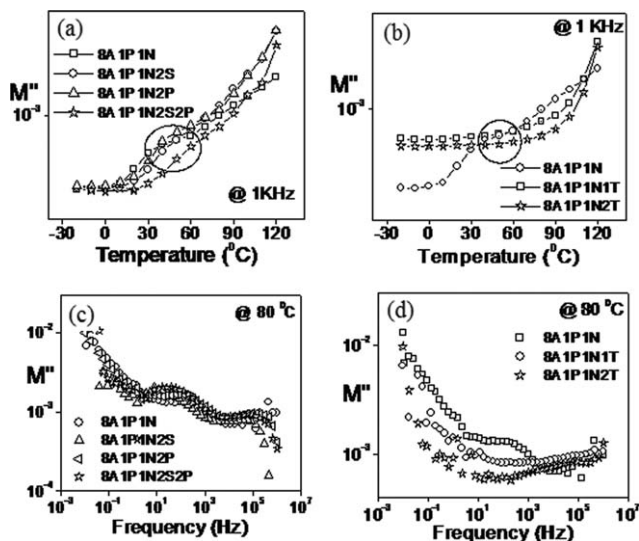 (a)
8A1P1N
8A1P1N2S
8A1P1N2P
8A1P1N2S2P
M"
10⁻³
@ 1KHz
-30 0 30 60 90 120
Temperature (⁰C)
(b)
@ 1 KHz
M"
10⁻³
8A1P1N
8A1P1N1T
8A1P1N2T
-30 0 30 60 90 120
Temperature (⁰C)
(c)
@ 80 ⁰C
10⁻²
M"
10⁻³
8A1P1N
8A1P1N2S
8A1P1N2P
8A1P1N2S2P
10⁻⁴
10⁻³ 10⁻¹ 10¹ 10³ 10⁵ 10⁷
Frequency (Hz)
(d)
@ 80 ⁰C
8A1P1N
8A1P1N1T
8A1P1N2T
10⁻²
M"
10⁻³
10⁻³ 10⁻¹ 10¹ 10³ 10⁵ 10⁷
Frequency (Hz)